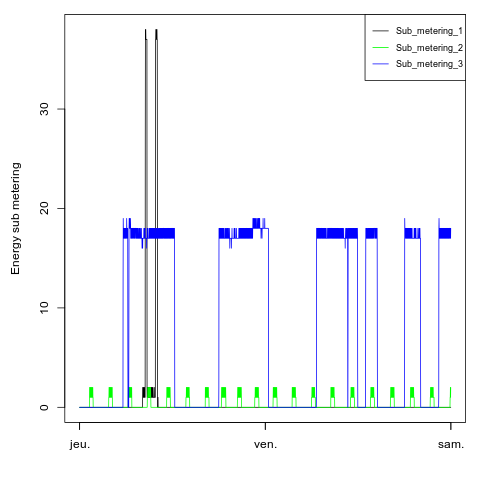 Sub_metering_1
Sub_metering_2
Sub_metering_3
Energy sub metering
30
20
10
0
jeu. ven. sam.